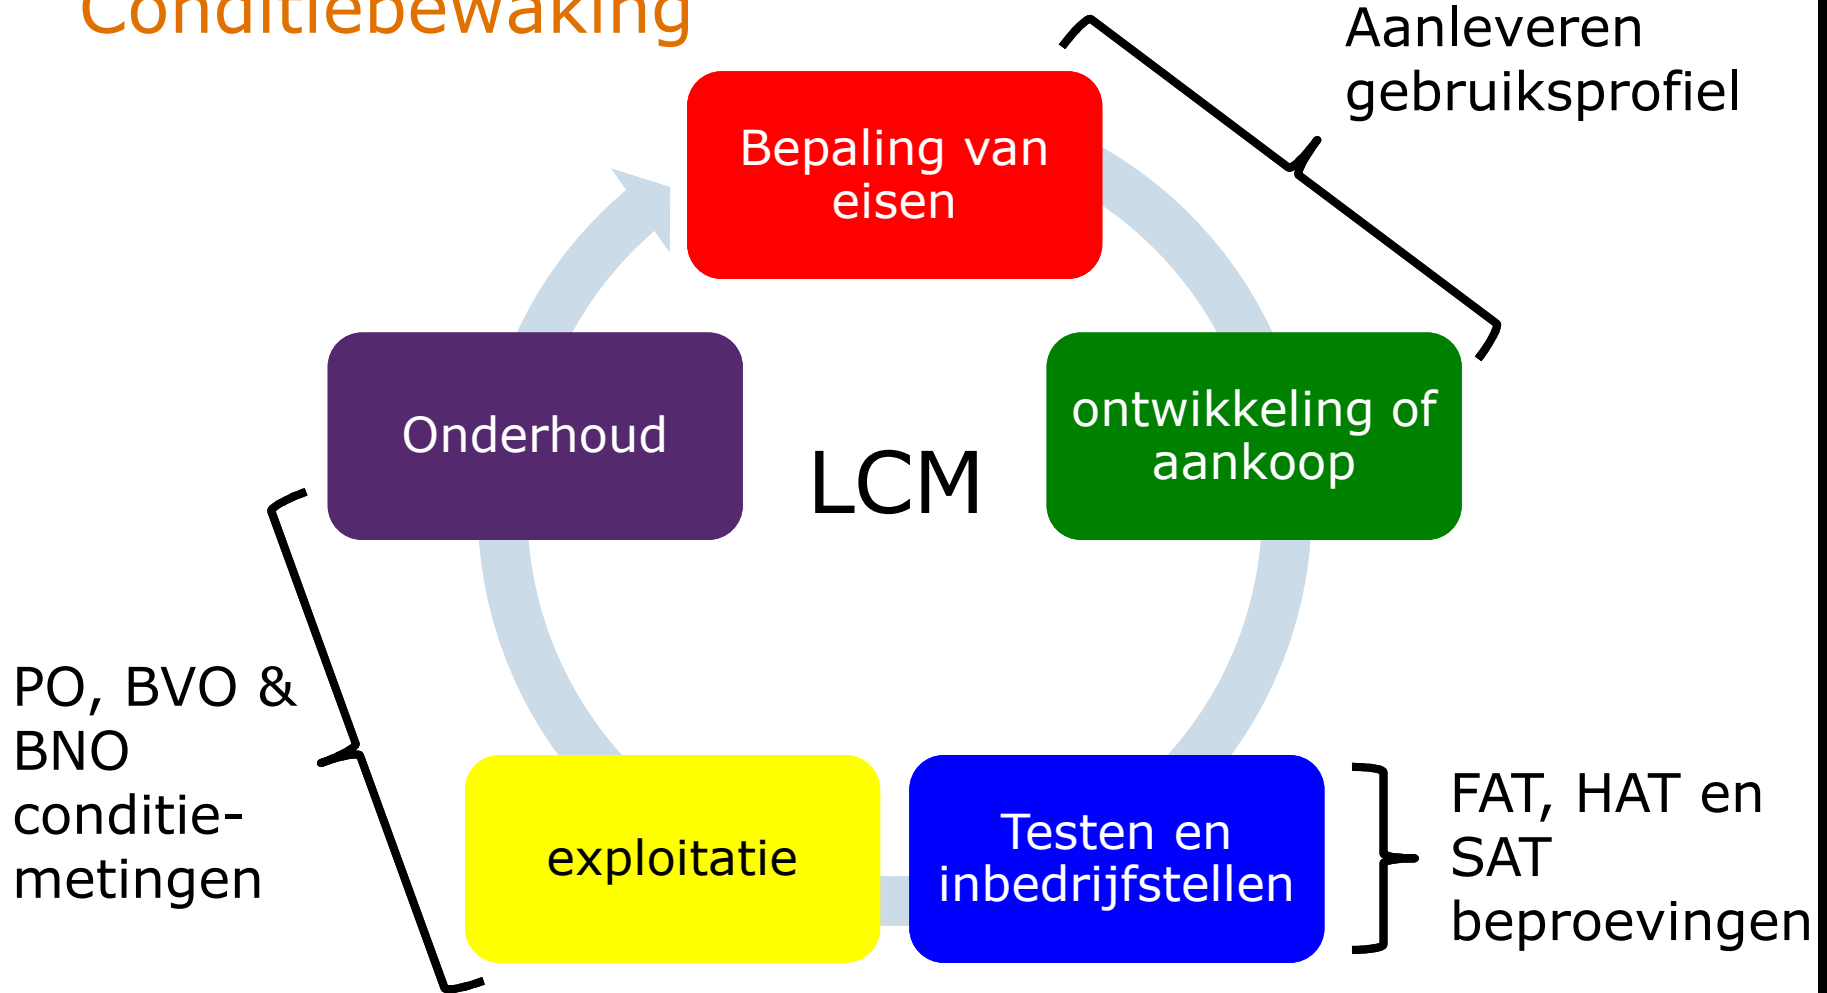 Conditiebewaking
Aanleveren
gebruiksprofiel
Bepaling van
eisen
Onderhoud
ontwikkeling of
aankoop
LCM
PO, BVO &
BNO
conditie-
metingen
exploitatie
Testen en
inbedrijfstellen
FAT, HAT en
SAT
beproevingen